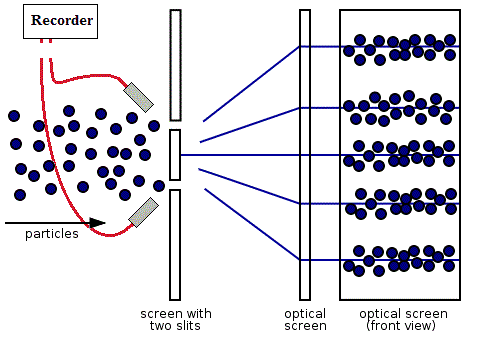 Recorder
particles
screen with
two slits
optical
screen
optical screen
(front view)